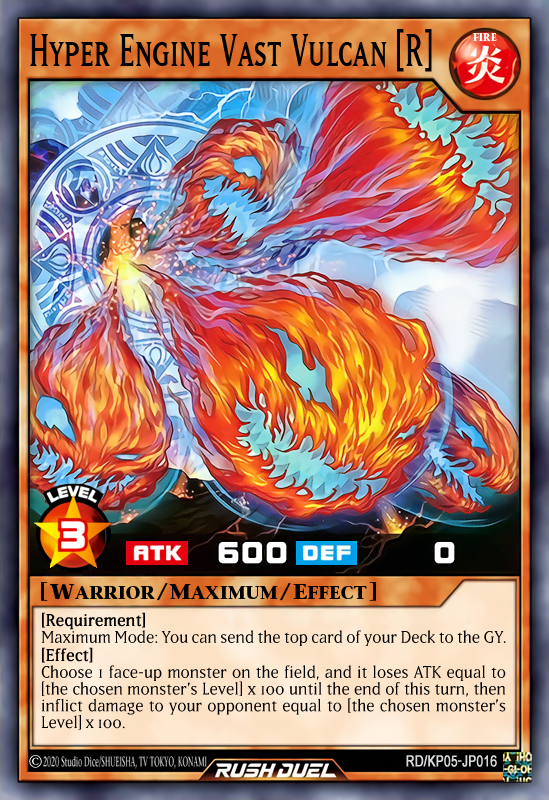 Hyper Engine Vast Vulcan [R]
FIRE
炎
LEVEL
3
ATK 600 DEF 0
[Warrior/Maximum/Effect]
[Requirement]
Maximum Mode: You can send the top card of your Deck to the GY.
[Effect]
Choose 1 face-up monster on the field, and it loses ATK equal to
[the chosen monster's Level] x 100 until the end of this turn, then
inflict damage to your opponent equal to [the chosen monster's
Level] x 100.
©2020 Studio Dice/SHUEISHA, TV TOKYO, KONAMI
RUSH DUEL
RD/KP05-JP016